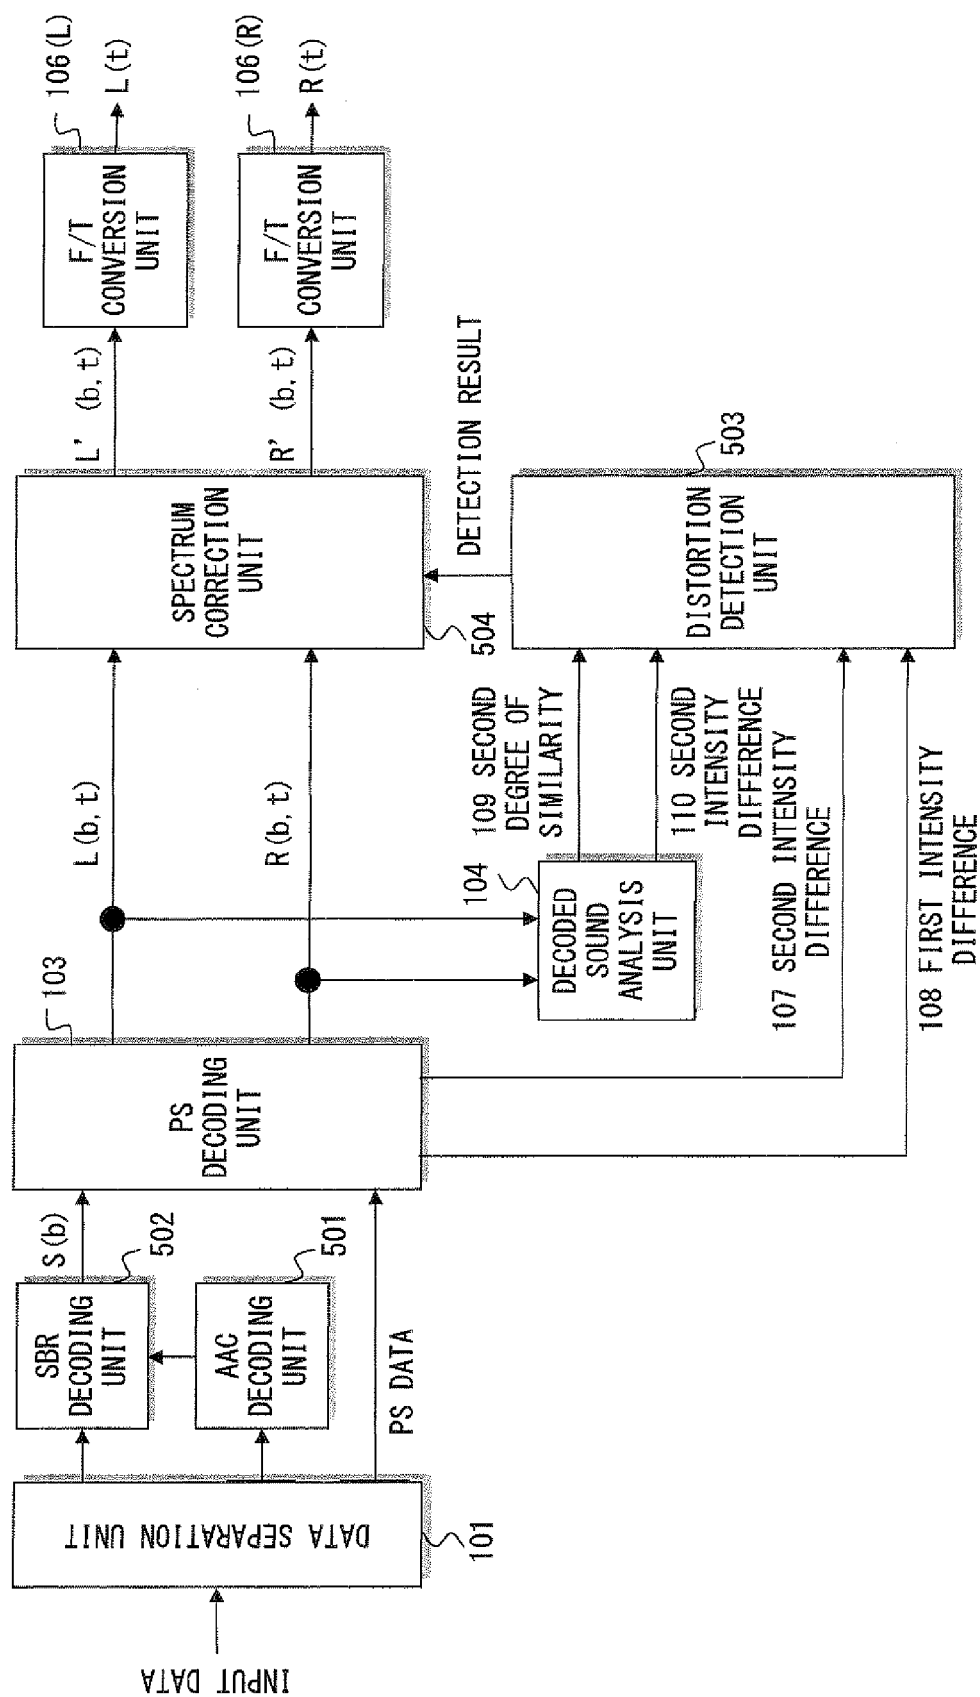 INPUT DATA
DATA SEPARATION UNIT
101
SBR
DECODING
UNIT
502
AAC
DECODING
UNIT
501
S(b)
PS DATA
PS
DECODING
UNIT
103
L(b,t)
R(b,t)
104
DECODED
SOUND
ANALYSIS
UNIT
109 SECOND
DEGREE OF
SIMILARITY
110 SECOND
INTENSITY
DIFFERENCE
107 SECOND INTENSITY
DIFFERENCE
108 FIRST INTENSITY
DIFFERENCE
SPECTRUM
CORRECTION
UNIT
504
DETECTION RESULT
DISTORTION
DETECTION
UNIT
503
L' (b,t)
R' (b,t)
F/T
CONVERSION
UNIT
106(L)
L(t)
F/T
CONVERSION
UNIT
106(R)
R(t)